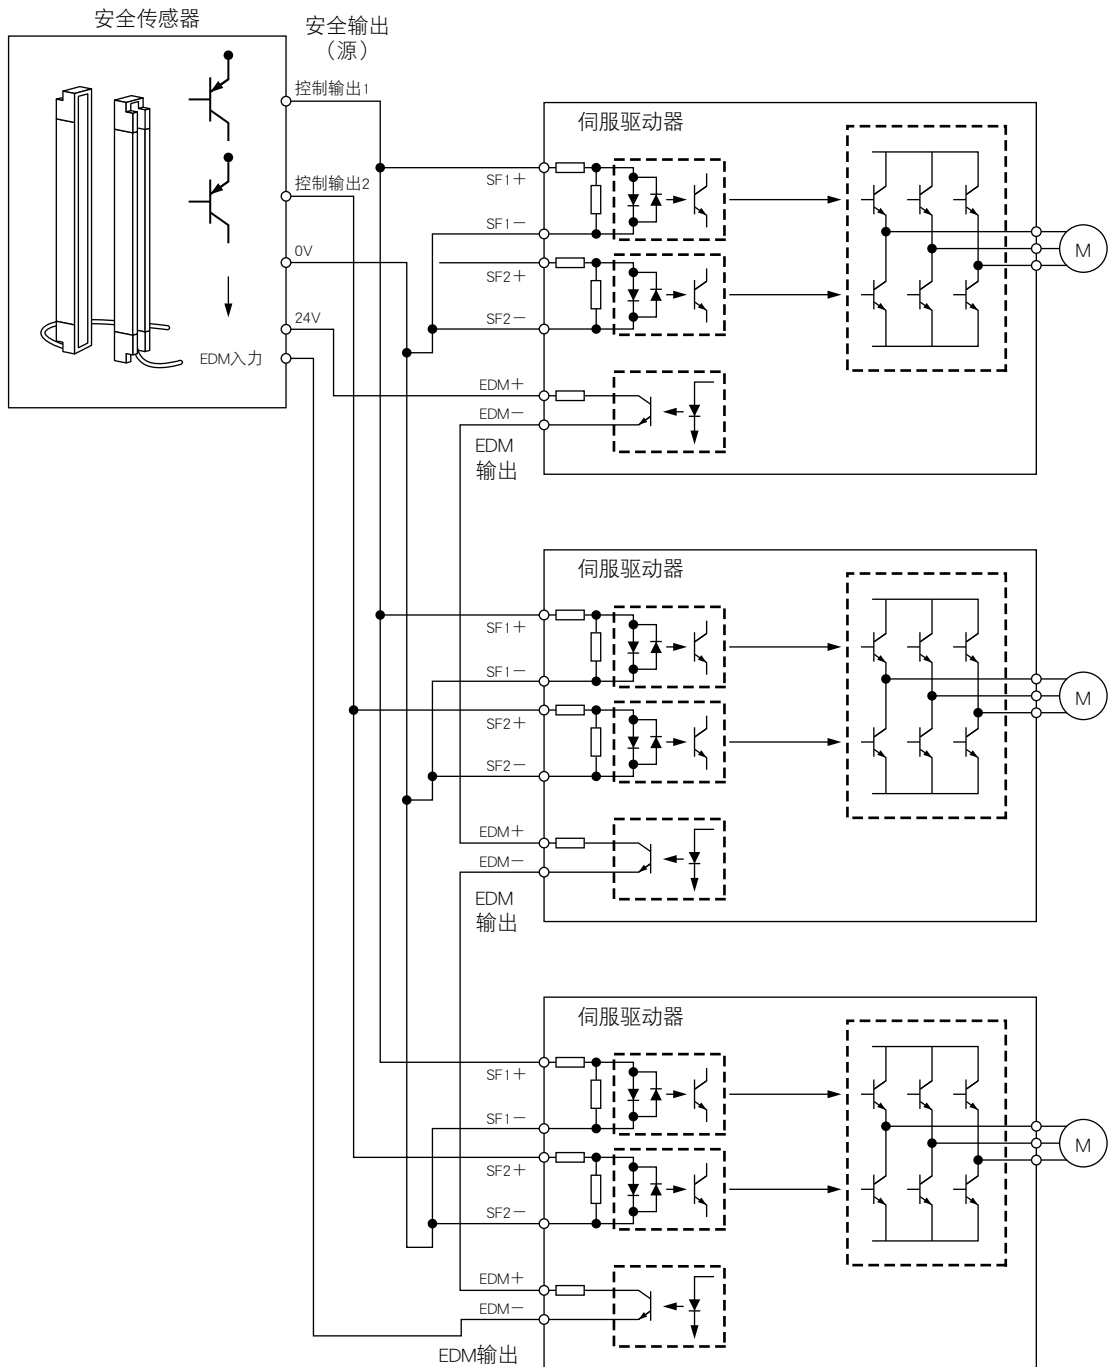 安全传感器
安全输出
（源）
控制输出1
控制输出2
0V
24V
EDM入力
伺服驱动器
SF1＋
SF1－
SF2＋
SF2－
M
EDM＋
EDM－
EDM
输出
伺服驱动器
SF1＋
SF1－
SF2＋
SF2－
M
EDM＋
EDM－
EDM
输出
伺服驱动器
SF1＋
SF1－
SF2＋
SF2－
M
EDM＋
EDM－
EDM输出